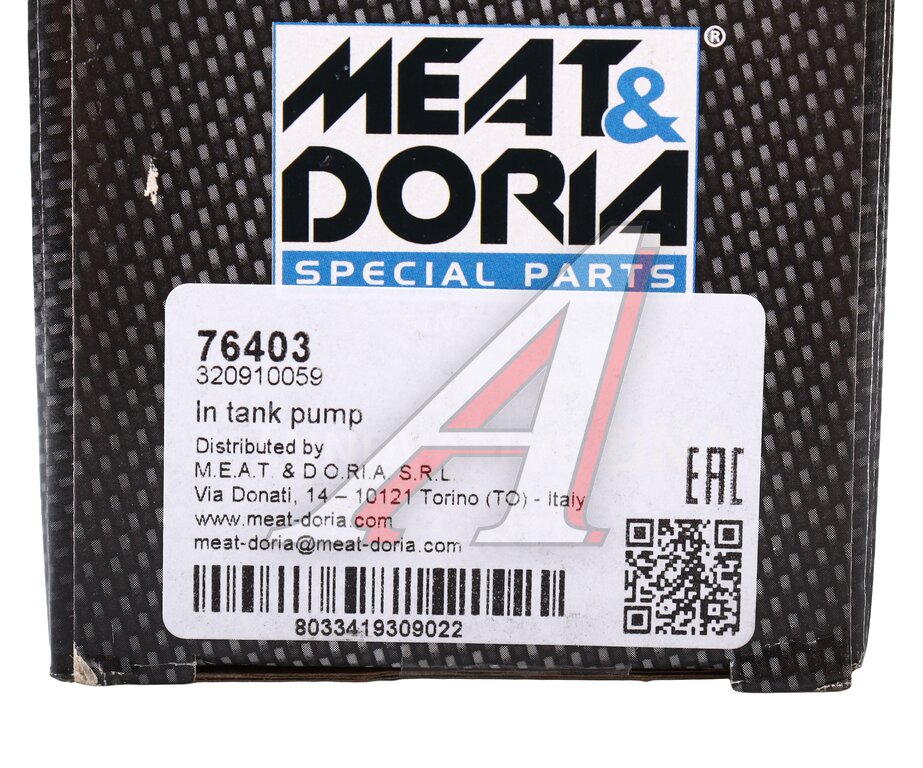 MEAT&
®
DORIA
SPECIAL PARTS
76403
320910059
In tank pump
Distributed by
M.E.A.T. & D.O.R.I.A. S.R.L.
Via Donati, 14 – 10121 Torino (TO) - Italy
www.meat-doria.com
meat-doria@meat-doria.com
EAC
8033419309022